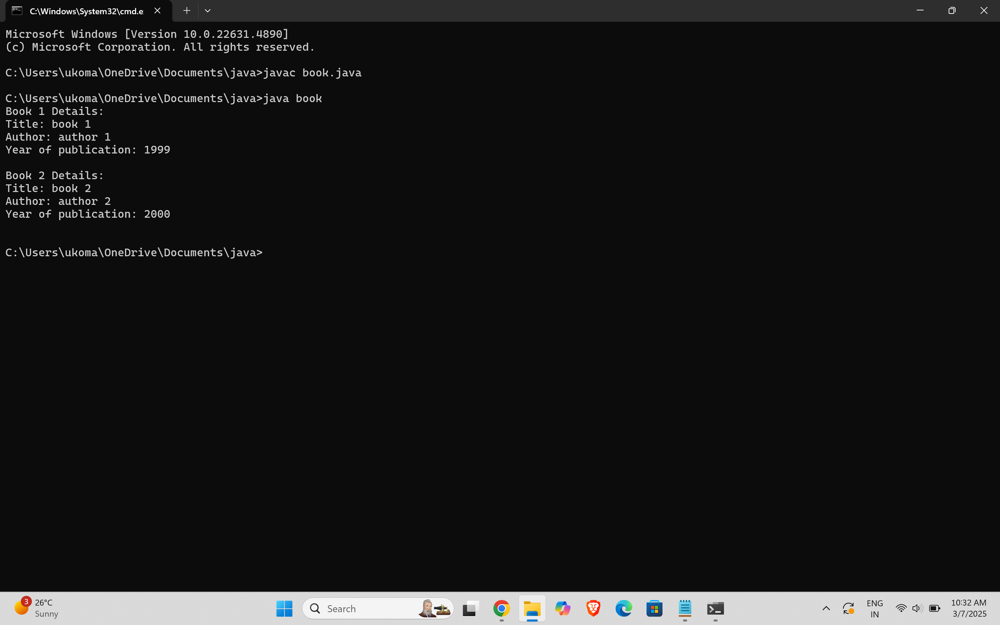 C:\Windows\System32\cmd.e
Microsoft Windows [Version 10.0.22631.4890]
(c) Microsoft Corporation. All rights reserved.
C:\Users\ukoma\OneDrive\Documents\java>javac book.java
C:\Users\ukoma\OneDrive\Documents\java>java book
Book 1 Details:
Title: book 1
Author: author 1
Year of publication: 1999
Book 2 Details:
Title: book 2
Author: author 2
Year of publication: 2000
C:\Users\ukoma\OneDrive\Documents\java>
3
26°C
Sunny
Search
ENG
IN
10:32 AM
3/7/2025